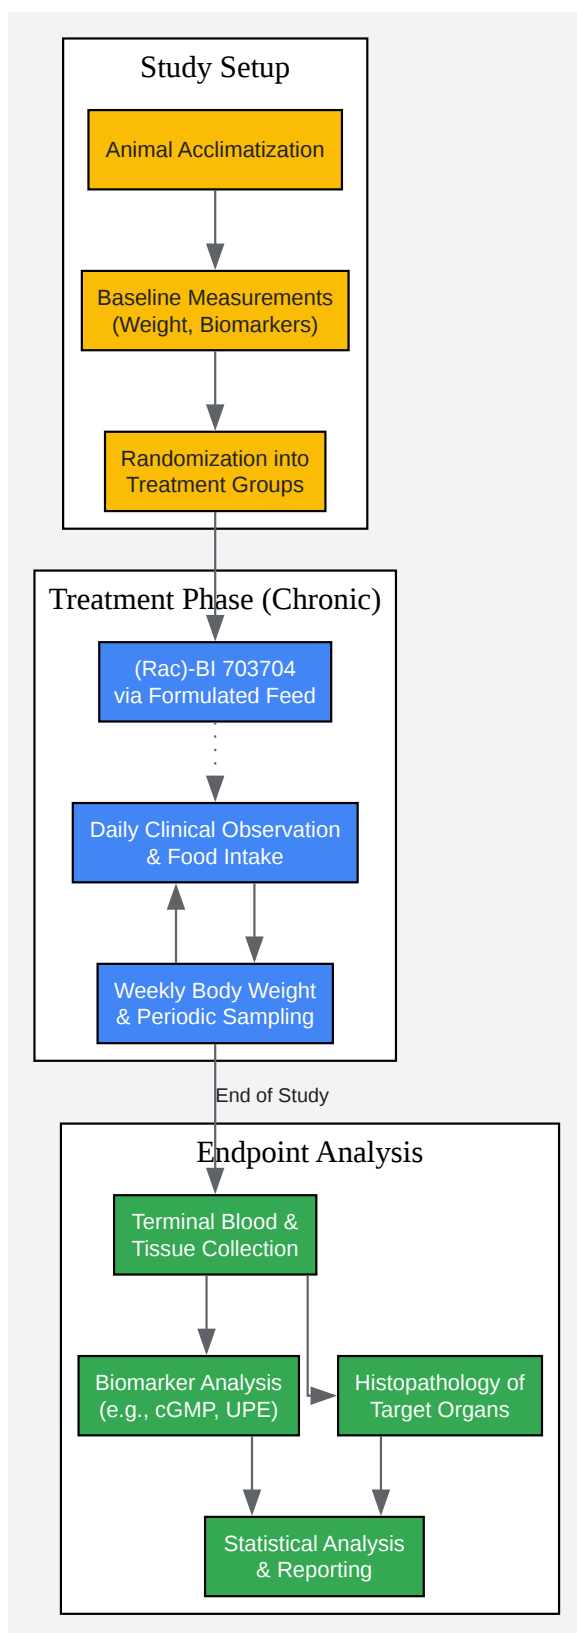 Study Setup
Animal Acclimatization
Baseline Measurements
(Weight, Biomarkers)
Randomization into
Treatment Groups
Treatment Phase (Chronic)
(Rac)-BI 703704
via Formulated Feed
Daily Clinical Observation
& Food Intake
Weekly Body Weight
& Periodic Sampling
End of Study
Endpoint Analysis
Terminal Blood &
Tissue Collection
Biomarker Analysis
(e.g., cGMP, UPE)
Histopathology of
Target Organs
Statistical Analysis
& Reporting